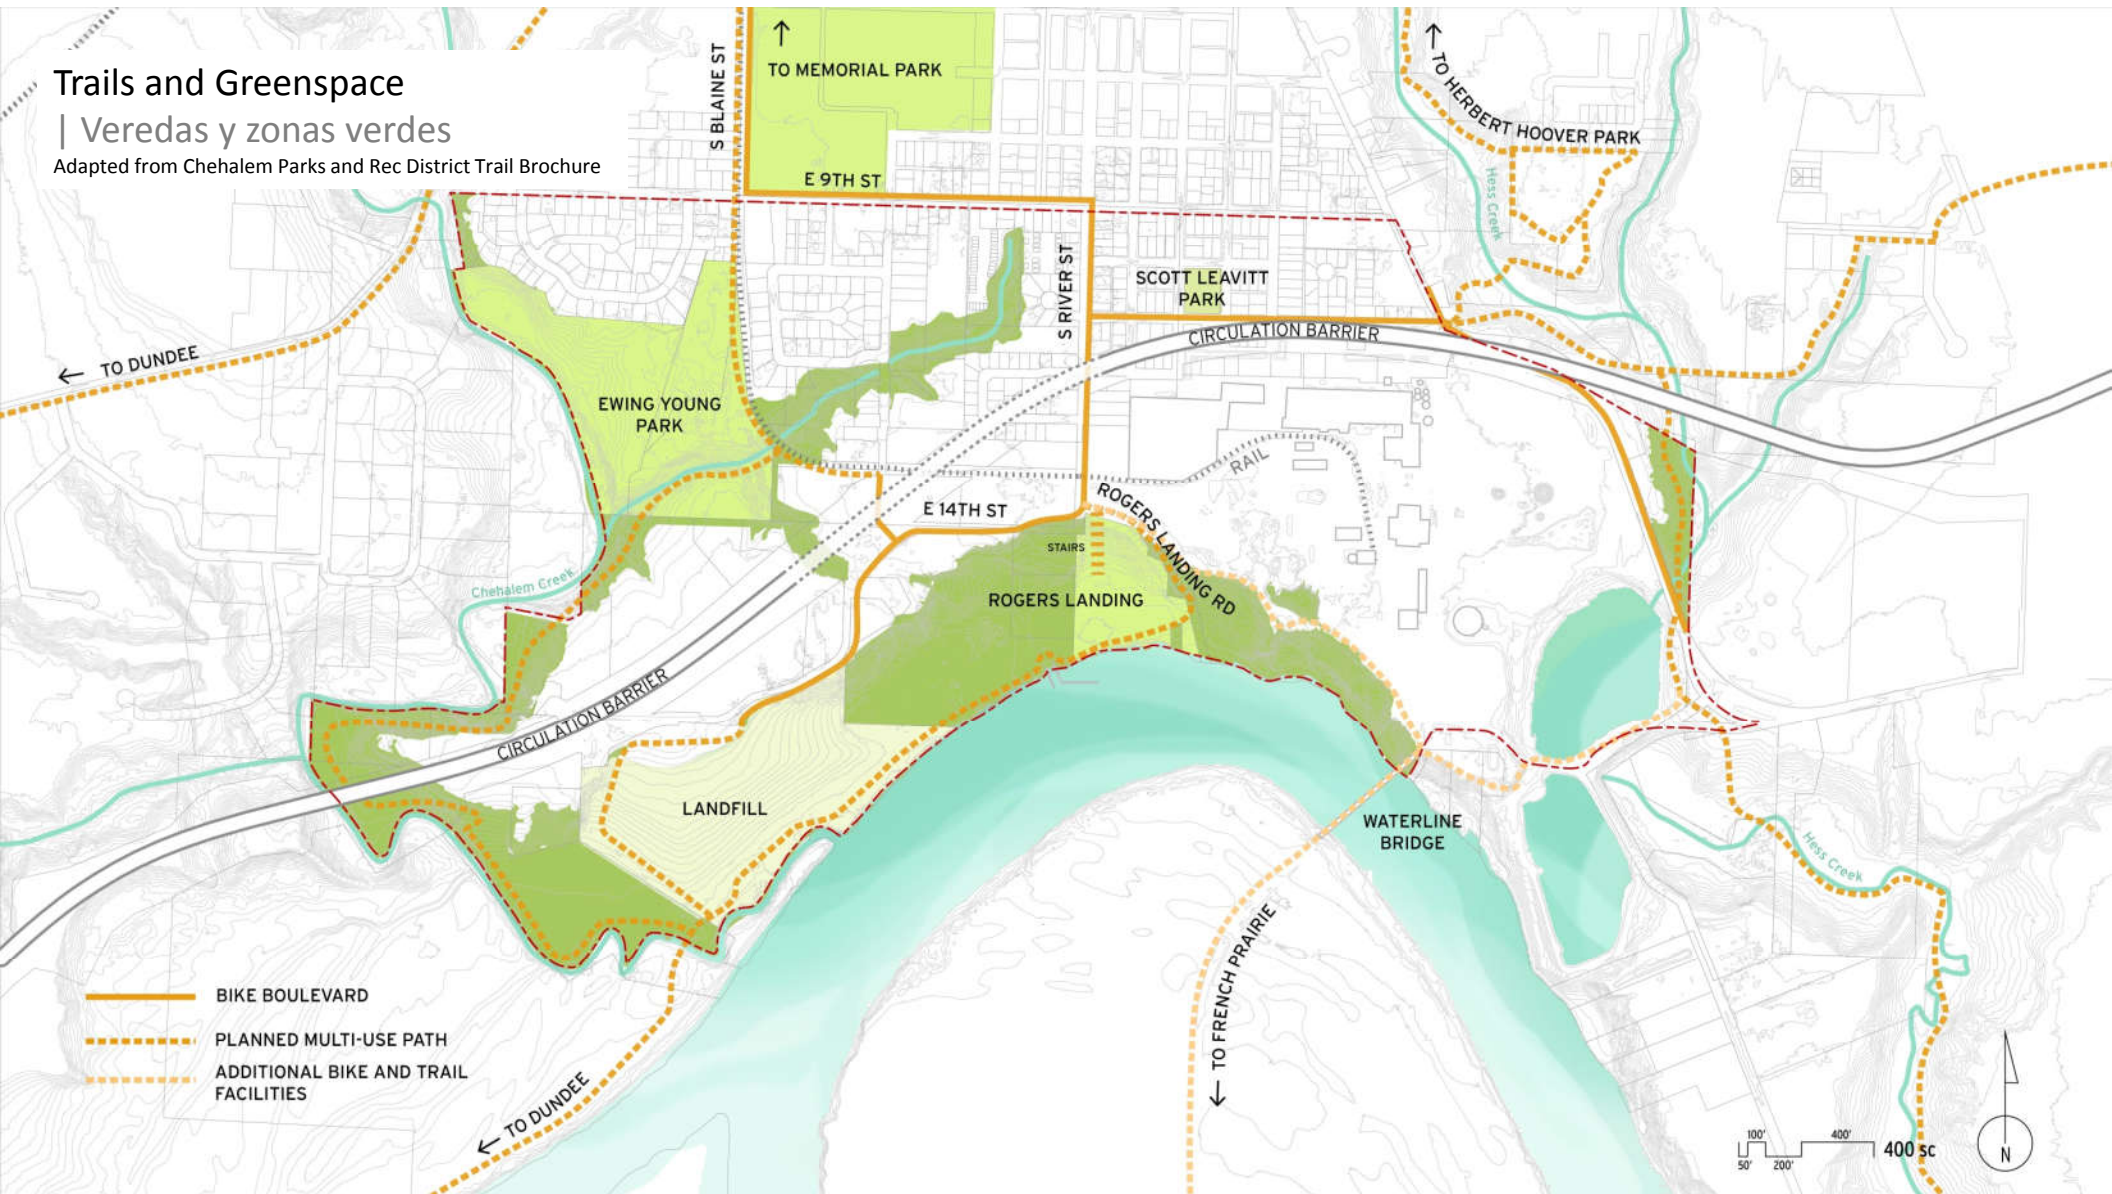 Trails and Greenspace
| Veredas y zonas verdes
Adapted from Chehalem Parks and Rec District Trail Brochure
S BLAINE ST
TO MEMORIAL PARK
TO HERBERT HOOVER PARK
E 9TH ST
Hess Creek
S RIVER ST
SCOTT LEAVITT
PARK
CIRCULATION BARRIER
TO DUNDEE
EWING YOUNG
PARK
RAIL
E 14TH ST
ROGERS LANDING RD
STAIRS
Chehalem Creek
ROGERS LANDING
CIRCULATION BARRIER
LANDFILL
WATERLINE
BRIDGE
Hess Creek
TO FRENCH PRAIRIE
BIKE BOULEVARD
PLANNED MULTI-USE PATH
ADDITIONAL BIKE AND TRAIL
FACILITIES
TO DUNDEE
100' 400'
50' 200'
400 sc
N